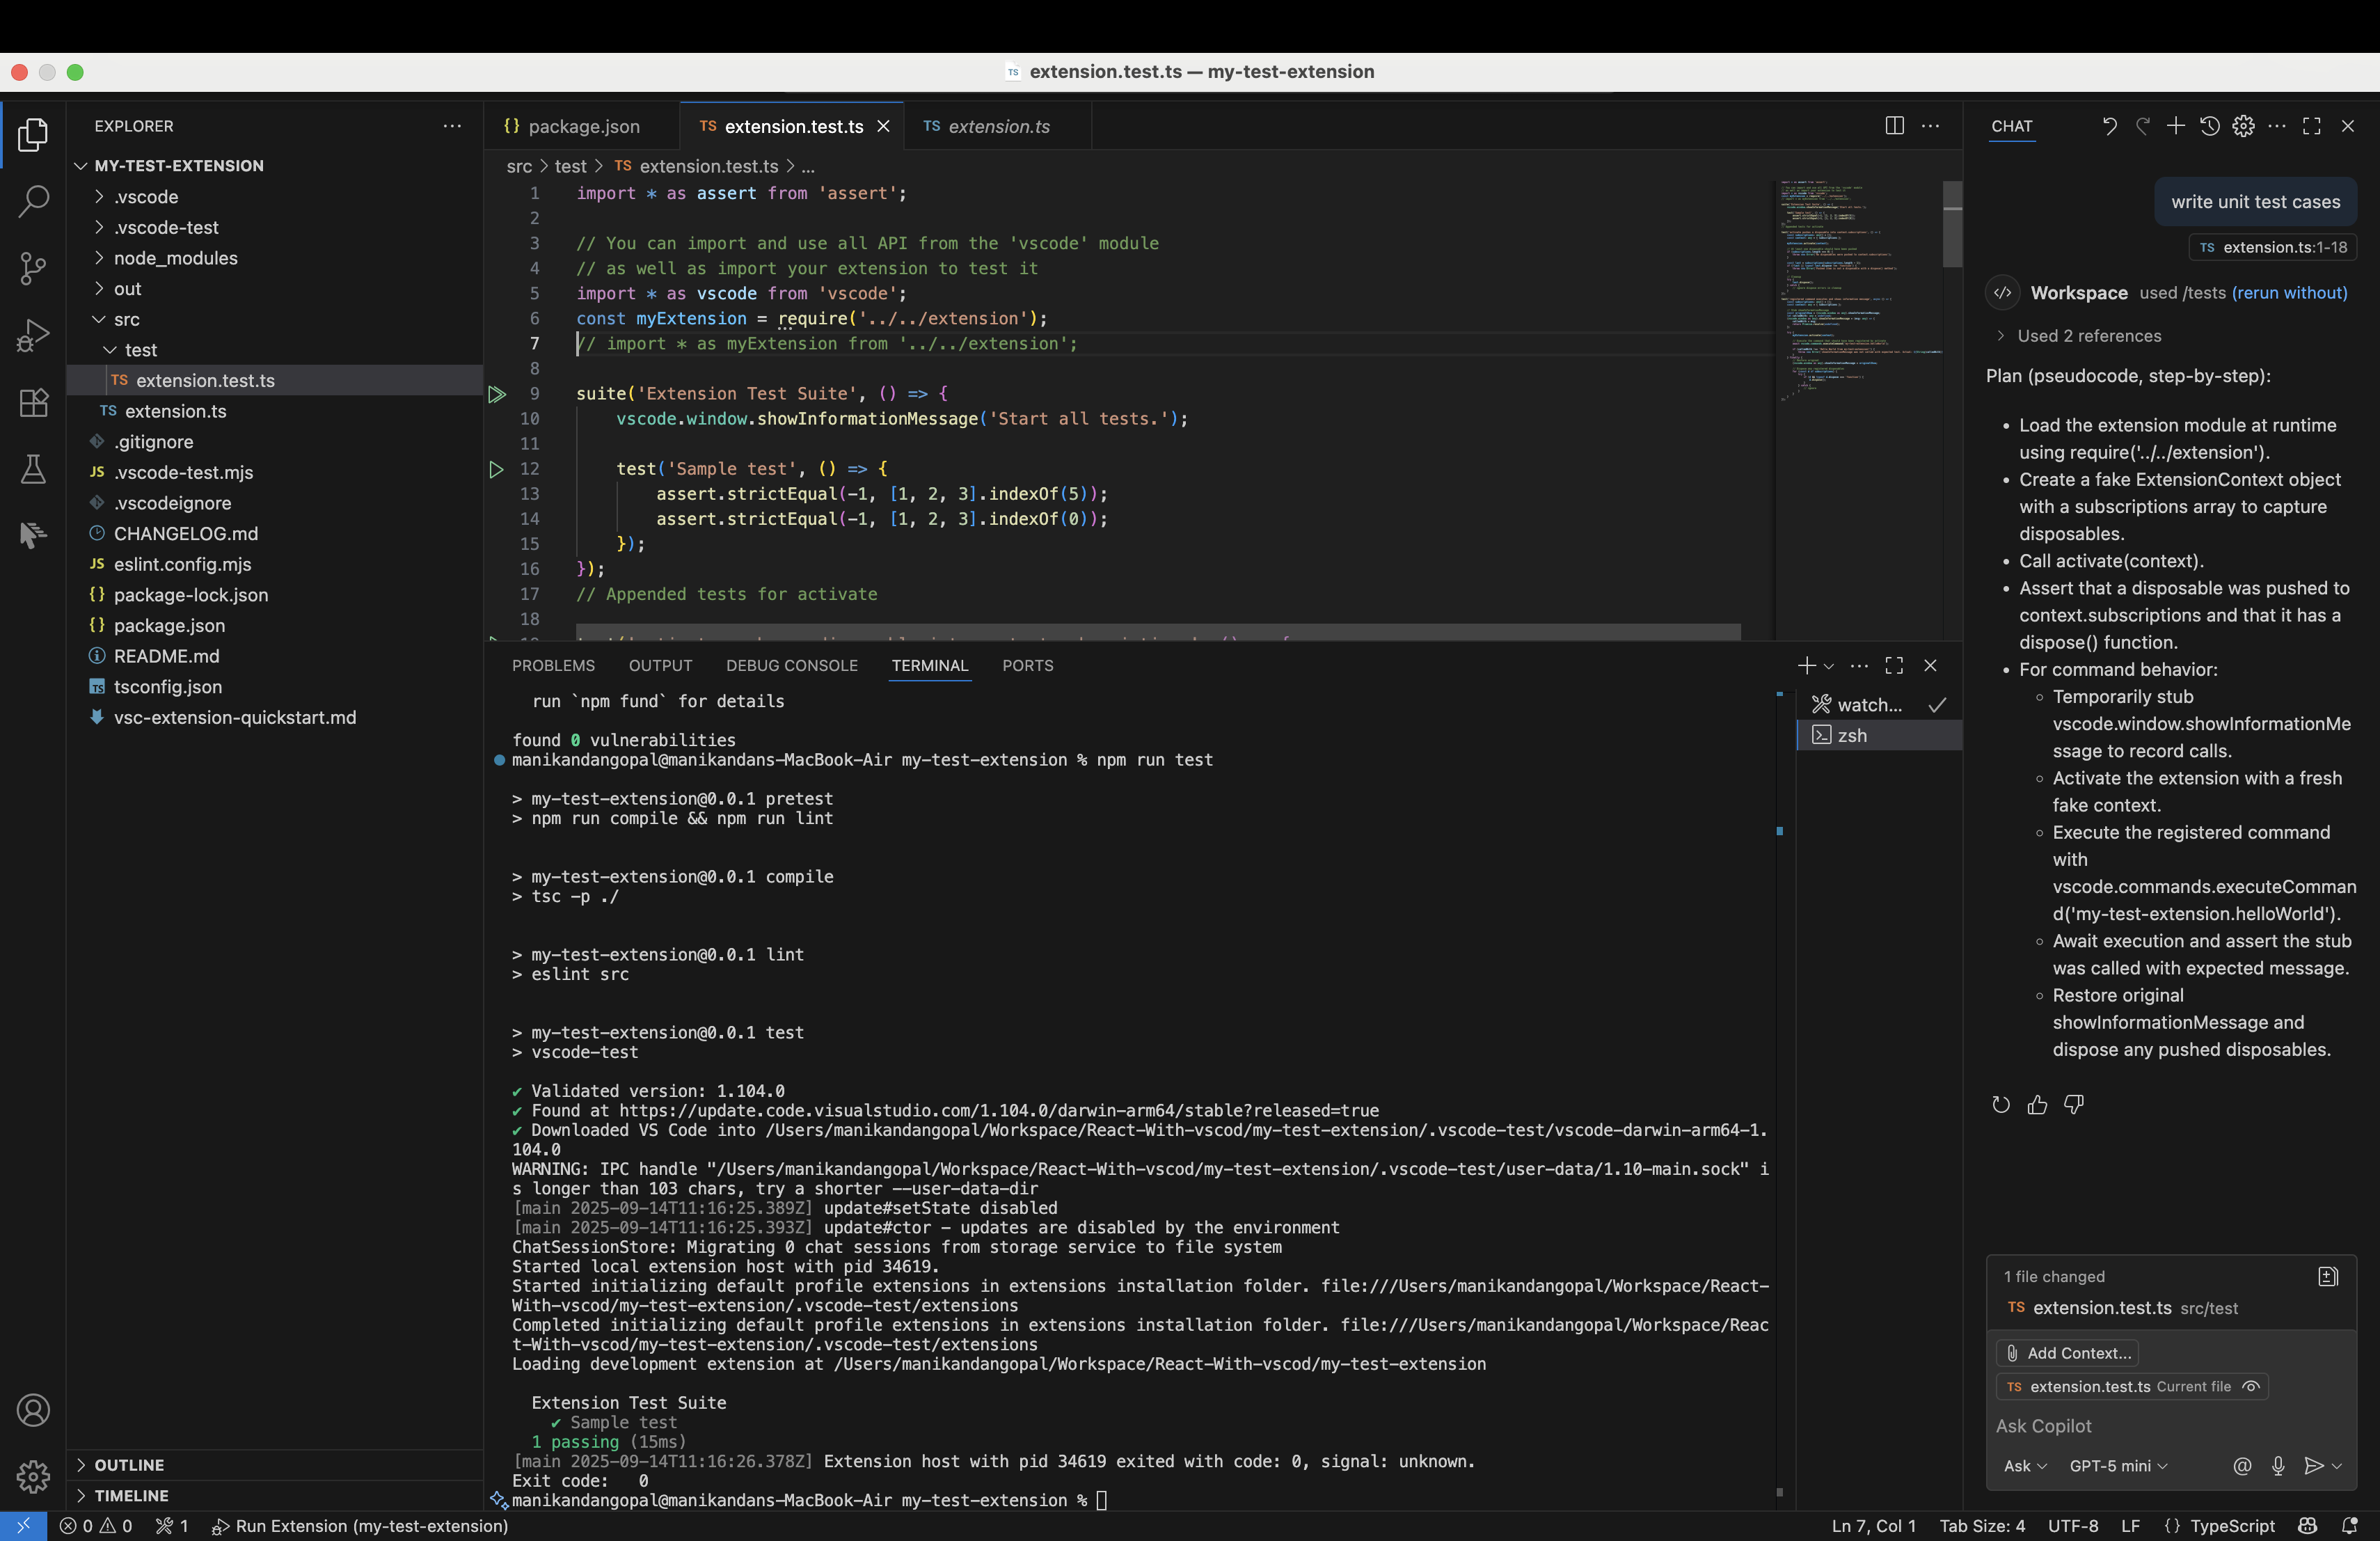 extension.test.ts — my-test-extension
EXPLORER
MY-TEST-EXTENSION
.vscode
.vscode-test
node_modules
out
src
test
TS extension.test.ts
TS extension.ts
.gitignore
JS .vscode-test.mjs
.vscodeignore
CHANGELOG.md
JS eslint.config.mjs
{} package-lock.json
{} package.json
README.md
TS tsconfig.json
vsc-extension-quickstart.md
OUTLINE
TIMELINE
{} package.json
TS extension.test.ts
TS extension.ts
src > test > TS extension.test.ts > ...
1 import * as assert from 'assert';
2
3 // You can import and use all API from the 'vscode' module
4 // as well as import your extension to test it
5 import * as vscode from 'vscode';
6 const myExtension = require('../../extension');
7 // import * as myExtension from '../../extension';
8
9 suite('Extension Test Suite', () => {
10 vscode.window.showInformationMessage('Start all tests.');
11
12 test('Sample test', () => {
13 assert.strictEqual(-1, [1, 2, 3].indexOf(5));
14 assert.strictEqual(-1, [1, 2, 3].indexOf(0));
15 });
16 });
17 // Appended tests for activate
18
PROBLEMS OUTPUT DEBUG CONSOLE TERMINAL PORTS
watch...
zsh
run `npm fund` for details
found 0 vulnerabilities
manikandangopal@manikandans-MacBook-Air my-test-extension % npm run test
> my-test-extension@0.0.1 pretest
> npm run compile && npm run lint
> my-test-extension@0.0.1 compile
> tsc -p ./
> my-test-extension@0.0.1 lint
> eslint src
> my-test-extension@0.0.1 test
> vscode-test
✔ Validated version: 1.104.0
✔ Found at https://update.code.visualstudio.com/1.104.0/darwin-arm64/stable?released=true
✔ Downloaded VS Code into /Users/manikandangopal/Workspace/React-With-vscod/my-test-extension/.vscode-test/vscode-darwin-arm64-1.
104.0
WARNING: IPC handle "/Users/manikandangopal/Workspace/React-With-vscod/my-test-extension/.vscode-test/user-data/1.10-main.sock" i
s longer than 103 chars, try a shorter --user-data-dir
[main 2025-09-14T11:16:25.389Z] update#setState disabled
[main 2025-09-14T11:16:25.393Z] update#ctor - updates are disabled by the environment
ChatSessionStore: Migrating 0 chat sessions from storage service to file system
Started local extension host with pid 34619.
Started initializing default profile extensions in extensions installation folder. file:///Users/manikandangopal/Workspace/React-
With-vscod/my-test-extension/.vscode-test/extensions
Completed initializing default profile extensions in extensions installation folder. file:///Users/manikandangopal/Workspace/Reac
t-With-vscod/my-test-extension/.vscode-test/extensions
Loading development extension at /Users/manikandangopal/Workspace/React-With-vscod/my-test-extension
Extension Test Suite
✔ Sample test
1 passing (15ms)
[main 2025-09-14T11:16:26.378Z] Extension host with pid 34619 exited with code: 0, signal: unknown.
Exit code: 0
manikandangopal@manikandans-MacBook-Air my-test-extension %
CHAT
write unit test cases
TS extension.ts:1-18
Workspace used /tests (rerun without)
Used 2 references
Plan (pseudocode, step-by-step):
• Load the extension module at runtime
using require('../../extension').
• Create a fake ExtensionContext object
with a subscriptions array to capture
disposables.
• Call activate(context).
• Assert that a disposable was pushed to
context.subscriptions and that it has a
dispose() function.
• For command behavior:
◦ Temporarily stub
vscode.window.showInformationMe
ssage to record calls.
◦ Activate the extension with a fresh
fake context.
◦ Execute the registered command
with
vscode.commands.executeComman
d('my-test-extension.helloWorld').
◦ Await execution and assert the stub
was called with expected message.
◦ Restore original
showInformationMessage and
dispose any pushed disposables.
1 file changed
TS extension.test.ts src/test
Add Context...
TS extension.test.ts Current file
Ask Copilot
Ask GPT-5 mini
0 0 1 Run Extension (my-test-extension)
Ln 7, Col 1 Tab Size: 4 UTF-8 LF {} TypeScript